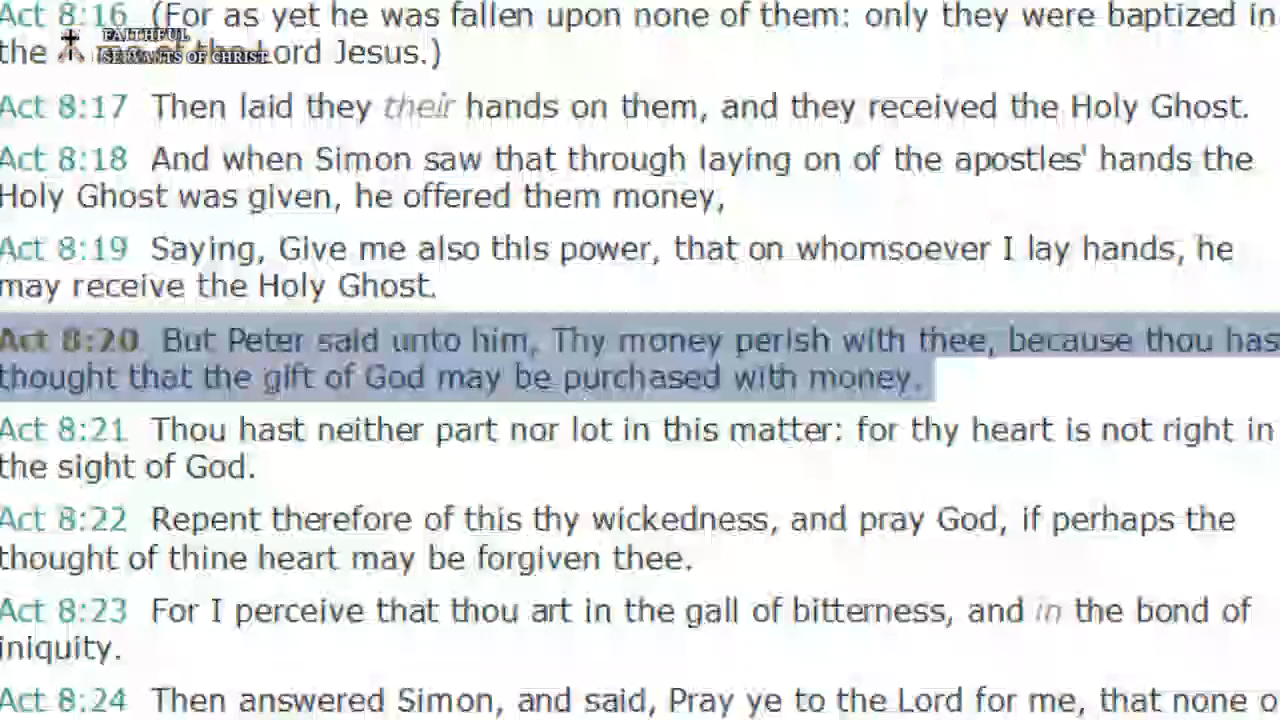 Act 8:16 (For as yet he was fallen upon none of them: only they were baptized in
the me of the Lord Jesus.)
FAITHFUL
SERVANTS OF CHRIST
Act 8:17 Then laid they their hands on them, and they received the Holy Ghost.
Act 8:18 And when Simon saw that through laying on of the apostles' hands the
Holy Ghost was given, he offered them money,
Act 8:19 Saying, Give me also this power, that on whomsoever I lay hands, he
may receive the Holy Ghost.
Act 8:20 But Peter said unto him, Thy money perish with thee, because thou has
thought that the gift of God may be purchased with money.
Act 8:21 Thou hast neither part nor lot in this matter: for thy heart is not right in
the sight of God.
Act 8:22 Repent therefore of this thy wickedness, and pray God, if perhaps the
thought of thine heart may be forgiven thee.
Act 8:23 For I perceive that thou art in the gall of bitterness, and in the bond of
iniquity.
Act 8:24 Then answered Simon, and said, Pray ye to the Lord for me, that none o